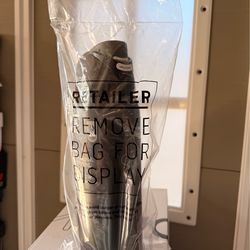 RETAILER
REMOVE
BAG FOR
DISPLAY